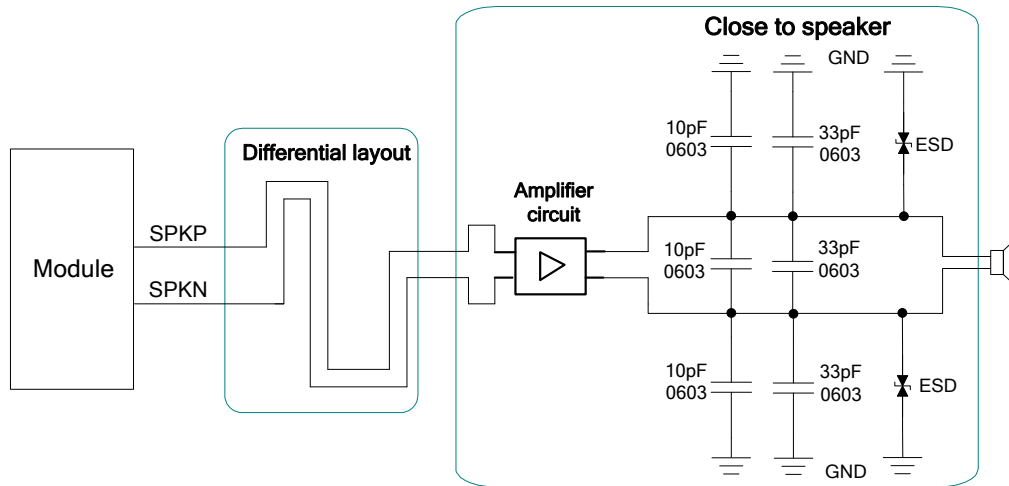 Close to speaker
GND
10pF
0603
33pF
0603
ESD
Differential layout
Amplifier
circuit
SPKP
Module
SPKN
10pF
0603
33pF
0603
10pF
0603
33pF
0603
ESD
GND